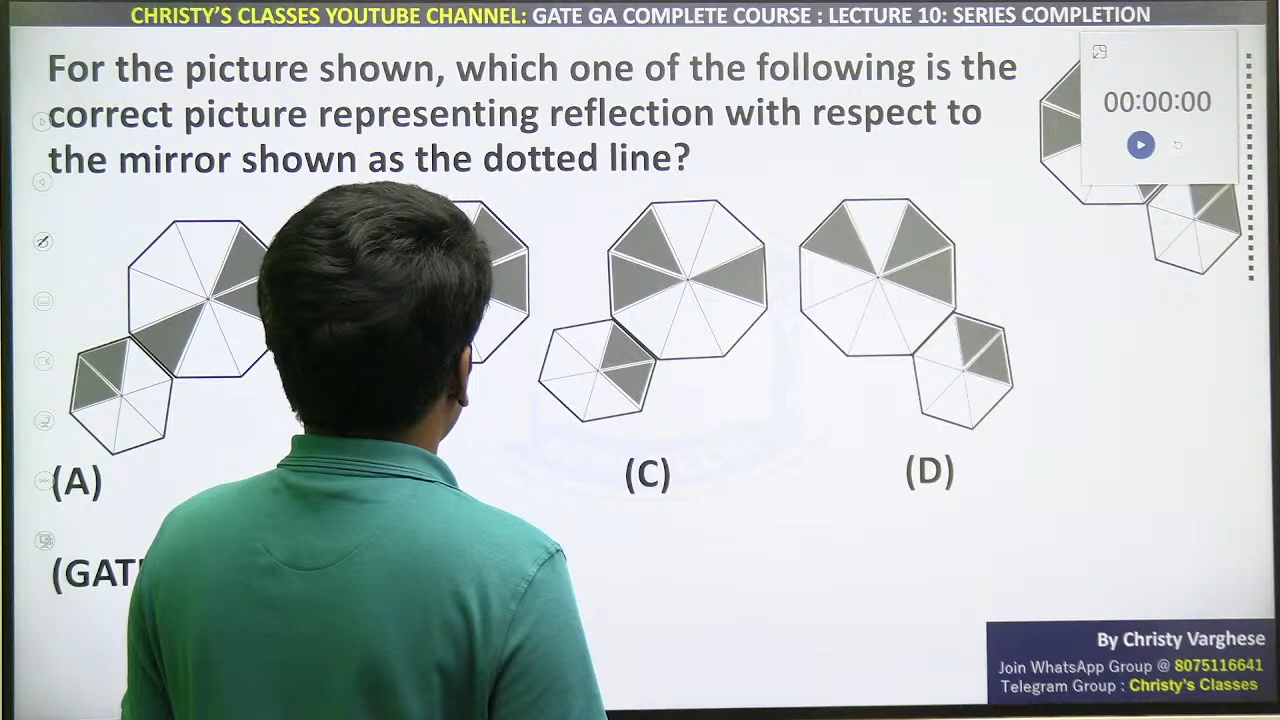 CHRISTY'S CLASSES YOUTUBE CHANNEL: GATE GA COMPLETE COURSE : LECTURE 10: SERIES COMPLETION
For the picture shown, which one of the following is the
correct picture representing reflection with respect to
the mirror shown as the dotted line?
00:00:00
(A)
(C)
(D)
By Christy Varghese
Join WhatsApp Group @ 8075116641
Telegram Group : Christy's Classes